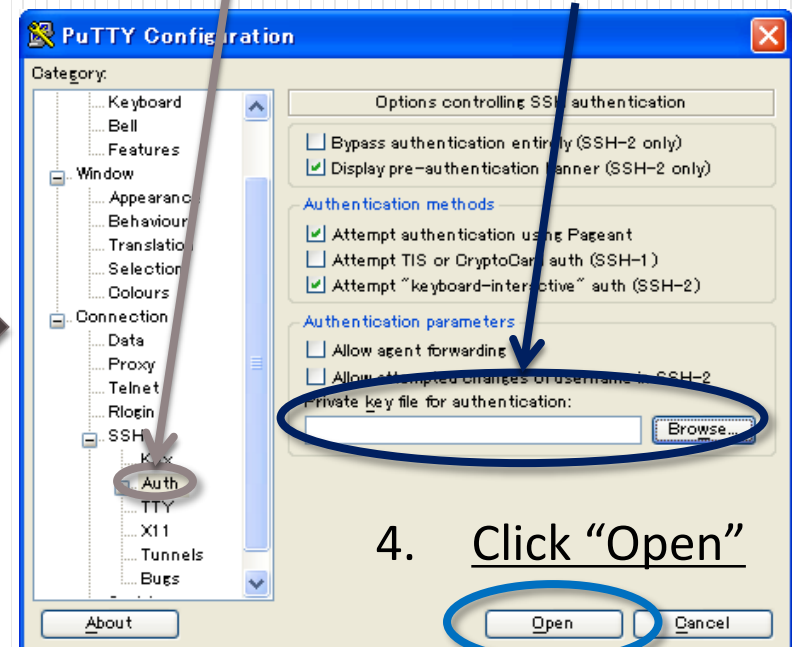 PuTTY Configuration
Category:
Keyboard
Bell
Features
Window
Appearance
Behaviour
Translation
Selection
Colours
Connection
Data
Proxy
Telnet
Rlogin
SSH
Kex
Auth
TTY
X11
Tunnels
Bugs
Options controlling SSH authentication
Bypass authentication entirely (SSH-2 only)
Display pre-authentication banner (SSH-2 only)
Authentication methods
Attempt authentication using Pageant
Attempt TIS or CryptoCard auth (SSH-1)
Attempt "keyboard-interactive" auth (SSH-2)
Authentication parameters
Allow agent forwarding
Allow attempted changes of username in SSH-2
Private key file for authentication:
Browse...
4. Click “Open”
About
Open
Cancel